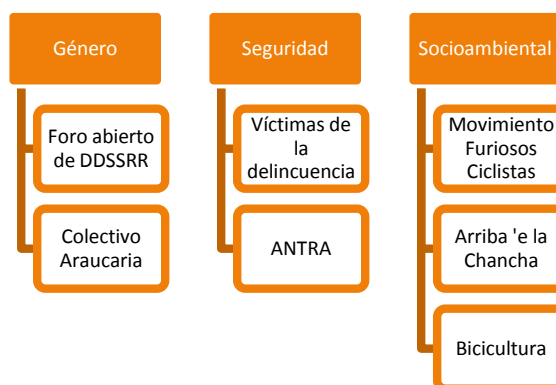 Género
Foro abierto
de DDSSRR
Colectivo
Araucaria
Seguridad
Víctimas de
la
delincuencia
ANTRA
Socioambiental
Movimiento
Furiosos
Ciclistas
Arriba 'e la
Chancha
Bicicultura